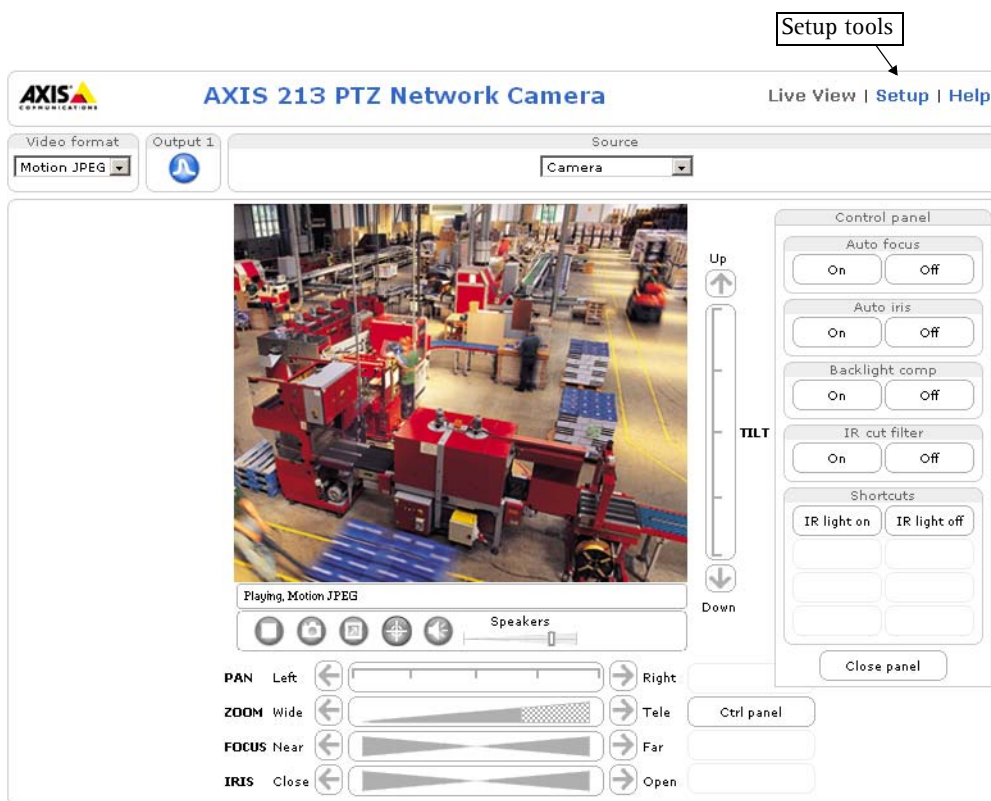 Setup tools
AXIS
COMMUNICATIONS
AXIS 213 PTZ Network Camera
Live View | Setup | Help
Video format
Output 1
Source
Motion JPEG
Camera
Control panel
Auto focus
On Off
Auto iris
On Off
Backlight comp
On Off
IR cut filter
On Off
Shortcuts
IR light on IR light off
Close panel
Up
TILT
Down
Playing, Motion JPEG
Speakers
PAN Left Right
ZOOM Wide Tele Ctrl panel
FOCUS Near Far
IRIS Close Open